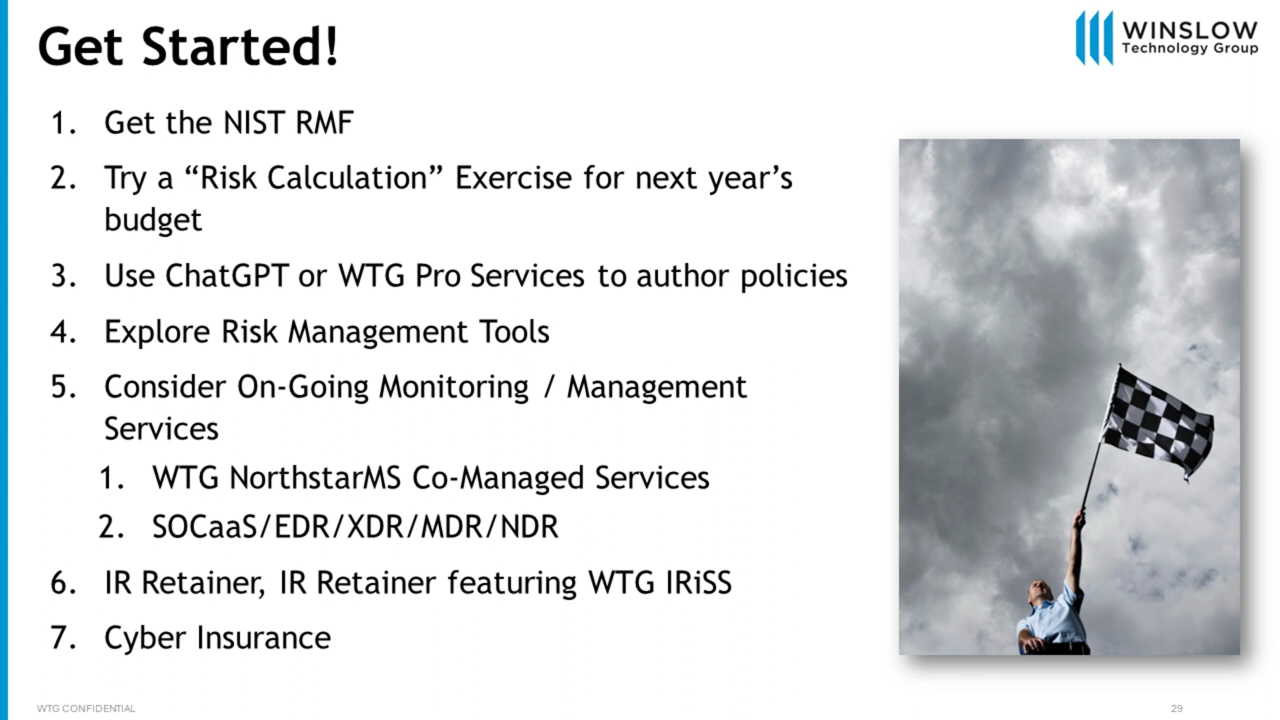 Get Started!
WINSLOW
Technology Group
1. Get the NIST RMF
2. Try a “Risk Calculation” Exercise for next year’s
budget
3. Use ChatGPT or WTG Pro Services to author policies
4. Explore Risk Management Tools
5. Consider On-Going Monitoring / Management
Services
1. WTG NorthstarMS Co-Managed Services
2. SOCaaS/EDR/XDR/MDR/NDR
6. IR Retainer, IR Retainer featuring WTG IRiSS
7. Cyber Insurance
WTG CONFIDENTIAL
29